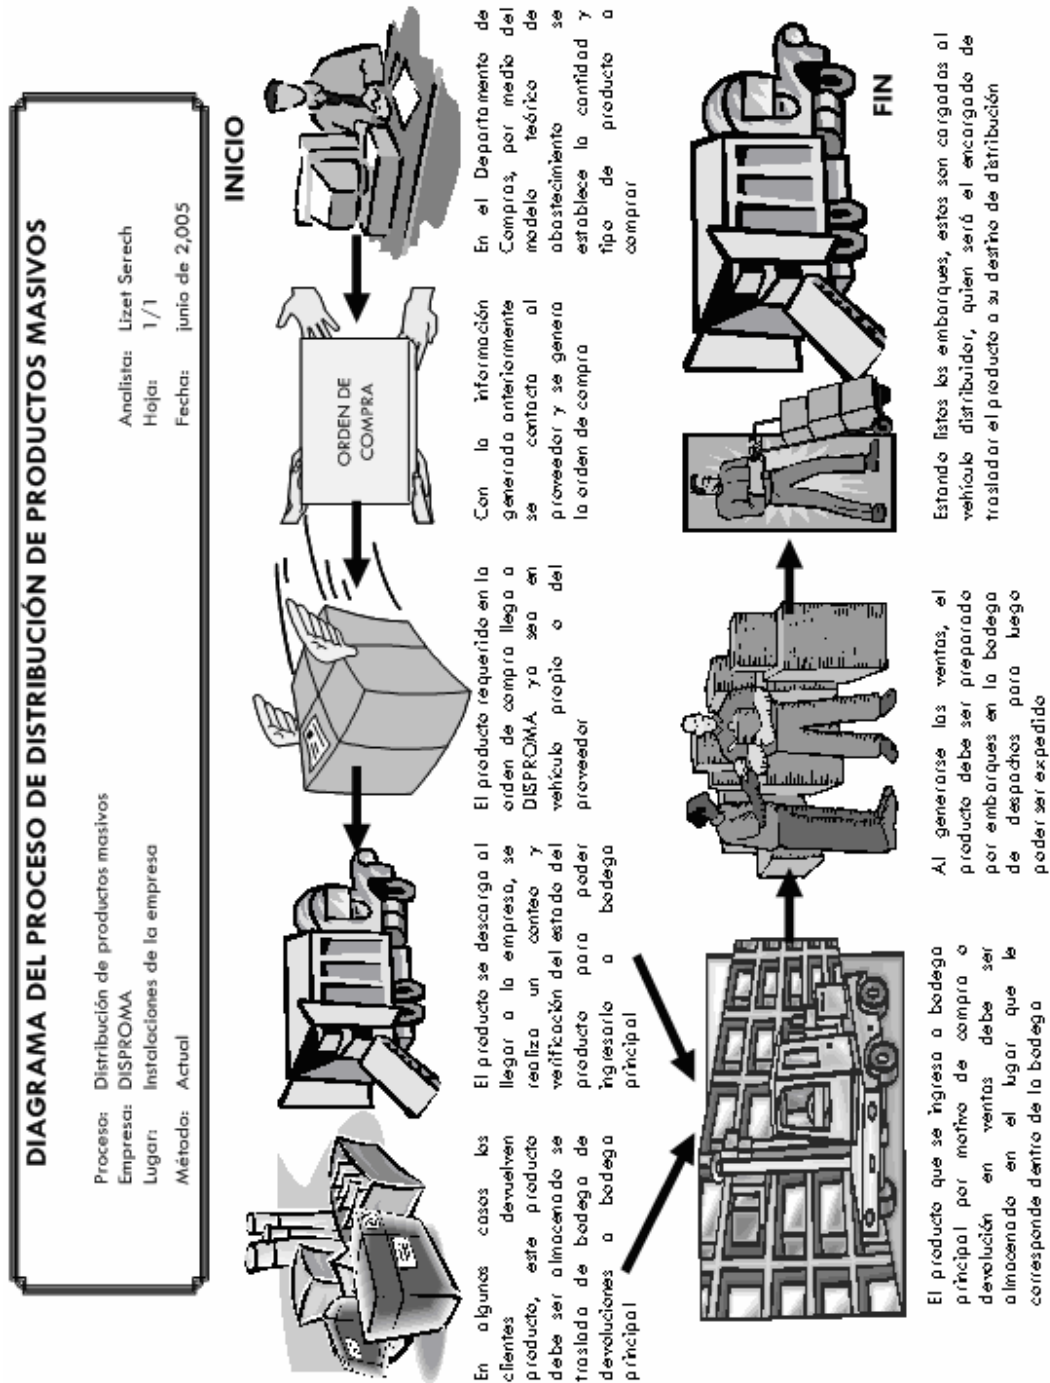 DIAGRAMA DEL PROCESO DE DISTRIBUCIÓN DE PRODUCTOS MASIVOS
Proceso: Distribución de productos masivos
Empresa: DISPROMA
Lugar: Instalaciones de la empresa
Método: Actual
Analista: Lizet Serech
Hoja: 1/1
Fecha: junio de 2,005
INICIO
En el Departamento de
Compras, por medio del
modelo teórico de
abastecimiento se
establece la cantidad y
tipo de producto a
comprar
ORDEN DE
COMPRA
Con la información
generada anteriormente
se contacta al
proveedor y se genera
la orden de compra
El producto requerido en la
orden de compra llega a
DISPROMA ya sea en
vehículo propio o del
proveedor
El producto se descarga al
llegar a la empresa, se
realiza un conteo y
verificación del estado del
producto para poder
ingresarlo a bodega
principal
En algunos casos los
clientes devuelven
producto, este producto
debe ser almacenado se
traslada de bodega de
devoluciones a bodega
principal
El producto que se ingresa a bodega
principal por motivo de compra o
devolución en ventas debe ser
almacenado en el lugar que le
corresponde dentro de la bodega
Al generarse las ventas, el
producto debe ser preparado
por embarques en la bodega
de despachos para luego
poder ser expedido
Estando listos los embarques, estos son cargados al
vehículo distribuidor, quien será el encargado de
trasladar el producto a su destino de distribución
FIN